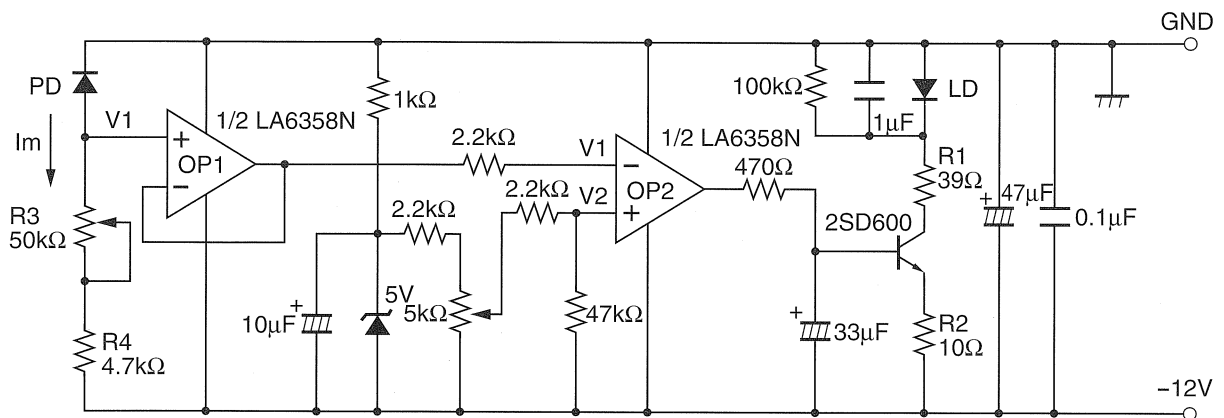 GND
PD
V1
Im
1/2 LA6358N
+
OP1
−
R3
50kΩ
R4
4.7kΩ
1kΩ
2.2kΩ
V1
1/2 LA6358N
−
OP2
+
470Ω
2.2kΩ
V2
2.2kΩ
+
10µF
5V
5kΩ
47kΩ
100kΩ
1µF
LD
R1
39Ω
2SD600
+
33µF
R2
10Ω
+
47µF
0.1µF
−12V